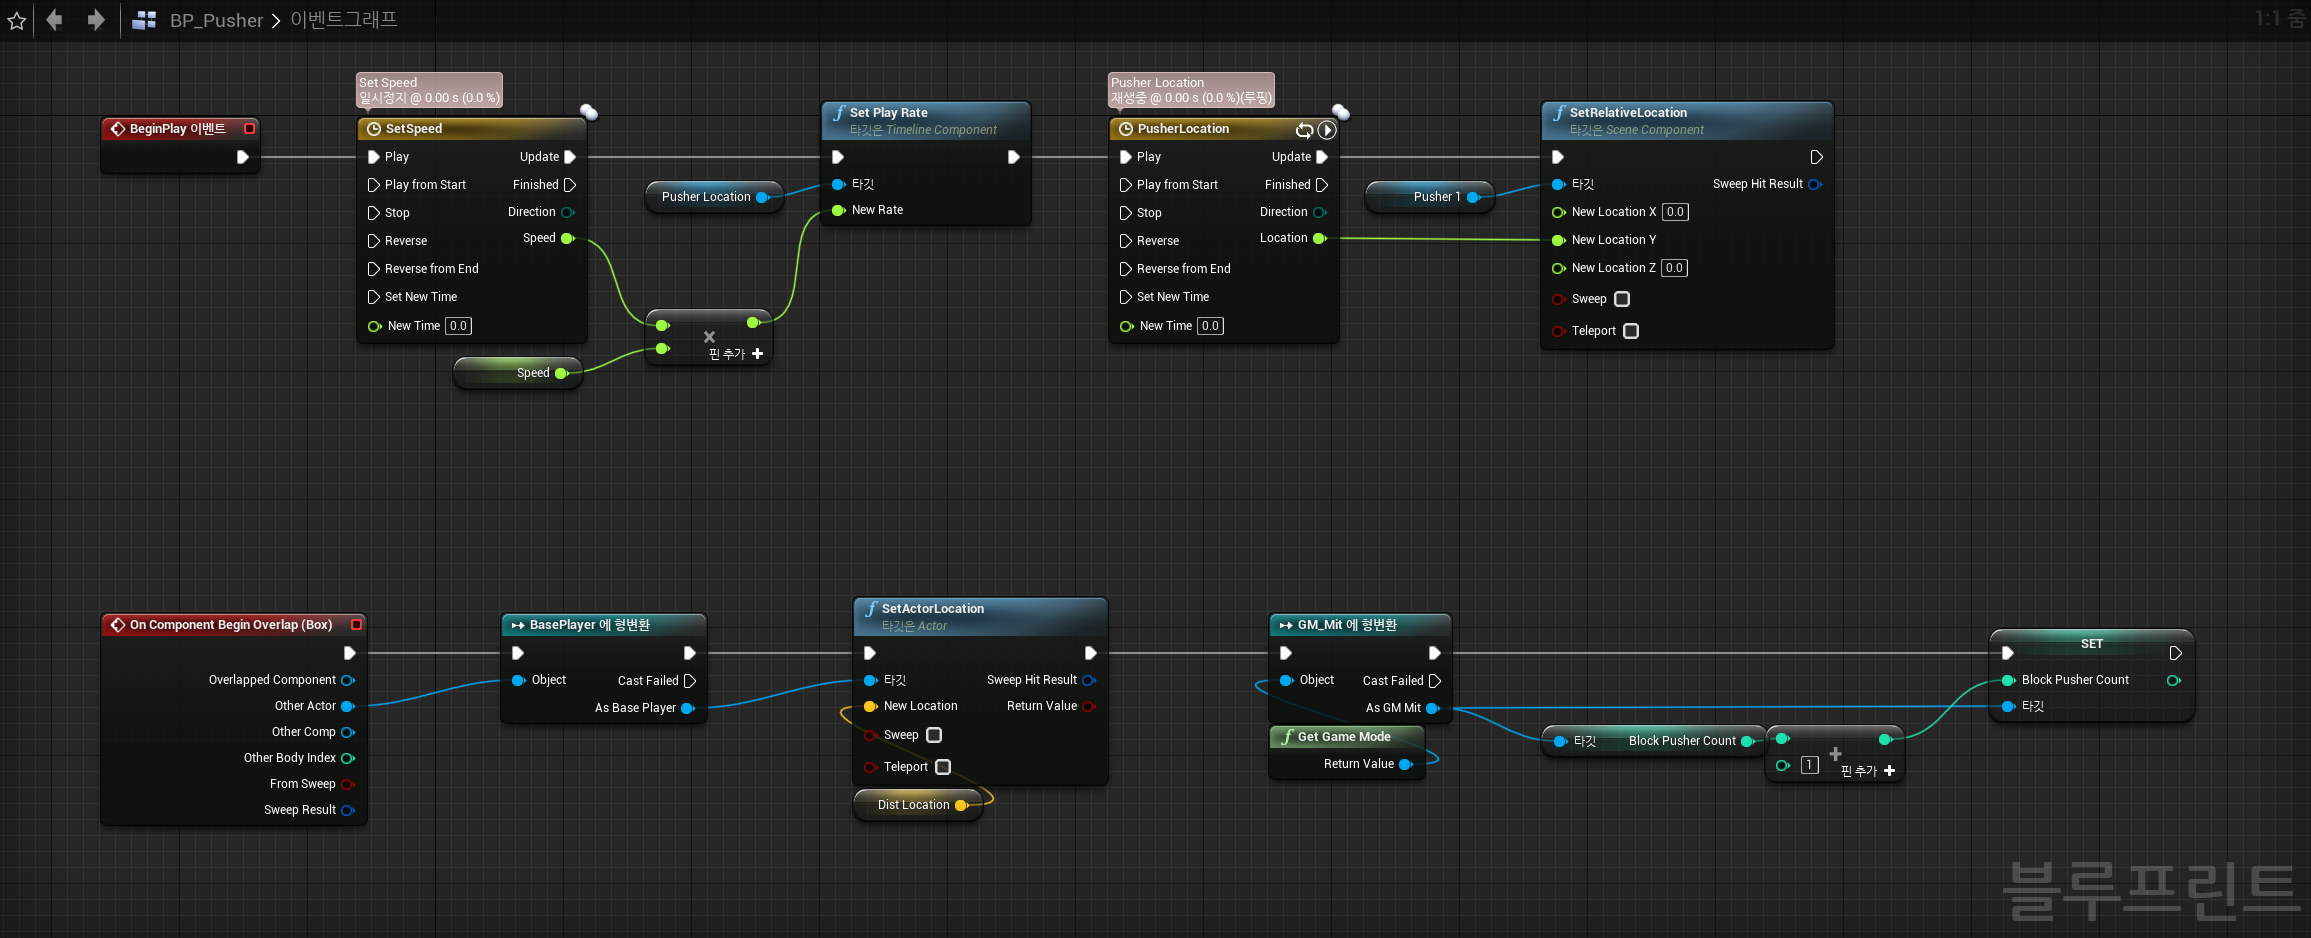 BP_Pusher > 이벤트그래프
1:1 줌
Set Speed
일시정지 @ 0.00 s (0.0 %)
BeginPlay 이벤트
SetSpeed
Play
Update
Play from Start
Finished
Stop
Direction
Reverse
Speed
Reverse from End
Set New Time
New Time 0.0
Speed
Pusher Location
핀 추가
Set Play Rate
타깃은 Timeline Component
타깃
New Rate
Pusher Location
재생중 @ 0.00 s (0.0 %)(루핑)
PusherLocation
Play
Update
Play from Start
Finished
Stop
Direction
Reverse
Location
Reverse from End
Set New Time
New Time 0.0
Pusher 1
SetRelativeLocation
타깃은 Scene Component
타깃
Sweep Hit Result
New Location X 0.0
New Location Y
New Location Z 0.0
Sweep
Teleport
On Component Begin Overlap (Box)
Overlapped Component
Other Actor
Other Comp
Other Body Index
From Sweep
Sweep Result
BasePlayer 에 형변환
Object
Cast Failed
As Base Player
SetActorLocation
타깃은 Actor
타깃
Sweep Hit Result
New Location
Return Value
Sweep
Teleport
Dist Location
GM_Mit 에 형변환
Object
Cast Failed
As GM Mit
Get Game Mode
Return Value
타깃
Block Pusher Count
1
핀 추가
SET
Block Pusher Count
타깃
블루프린트